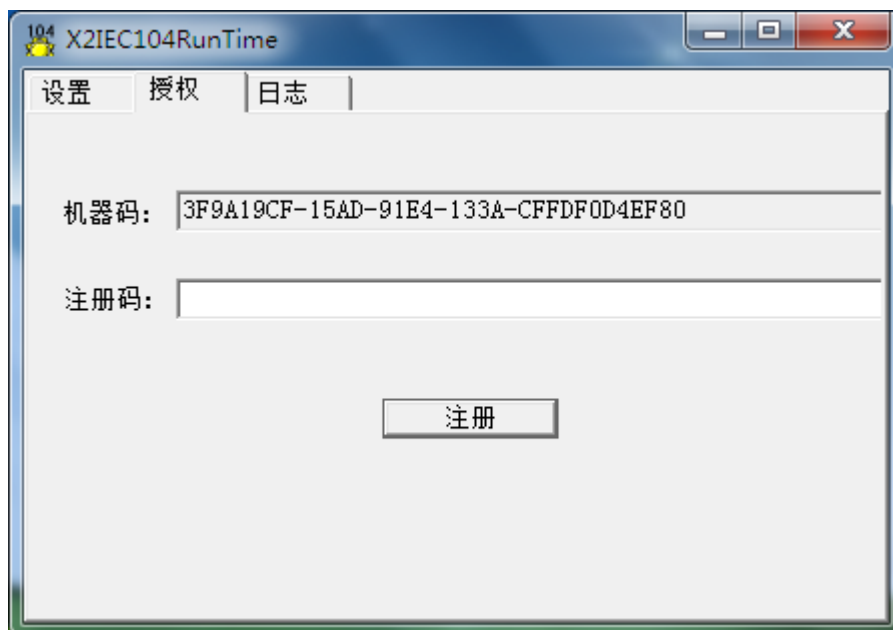 104 X2IEC104RunTime
设置 授权 日志
机器码： 3F9A19CF-15AD-91E4-133A-CFFDF0D4EF80
注册码：
注册